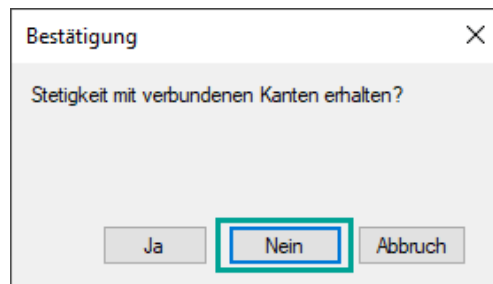 Bestätigung
Stetigkeit mit verbundenen Kanten erhalten?
Ja Nein Abbruch